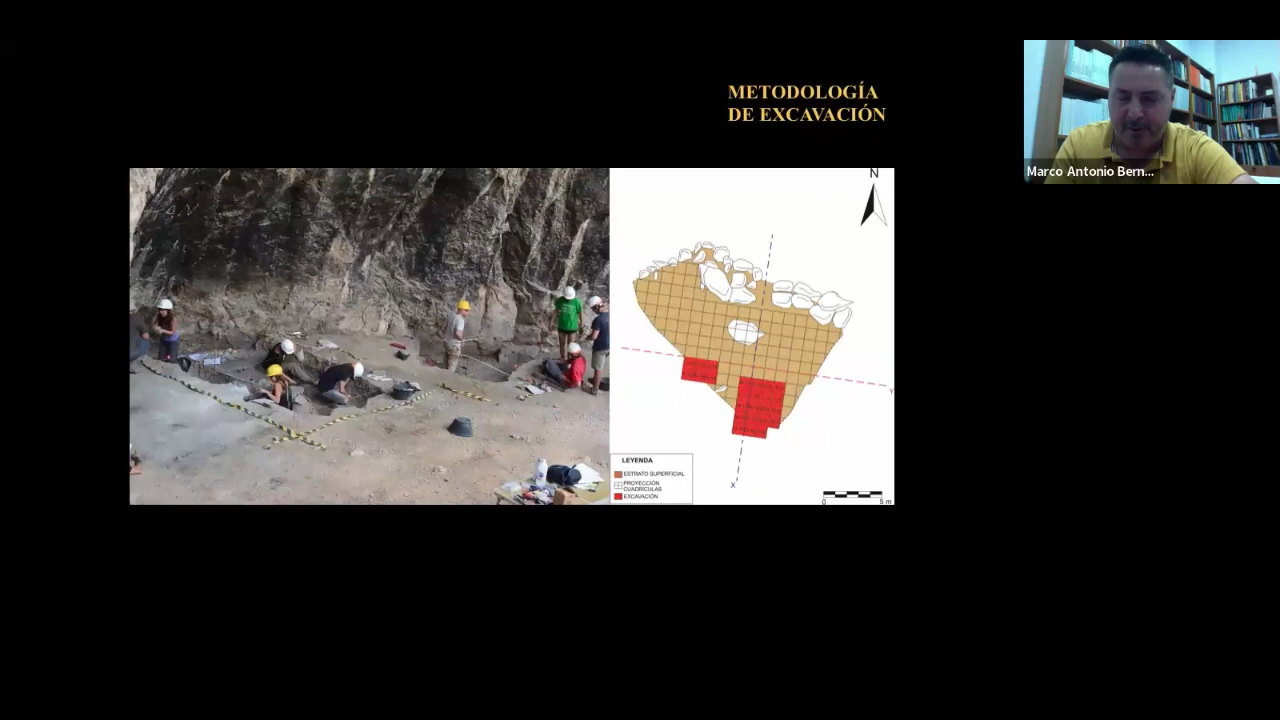 METODOLOGÍA
DE EXCAVACIÓN
Marco Antonio Bern...
N
Y
X
LEYENDA
ESTRATO SUPERFICIAL
PROYECCIÓN
CUADRÍCULAS
EXCAVACIÓN
0 5 m